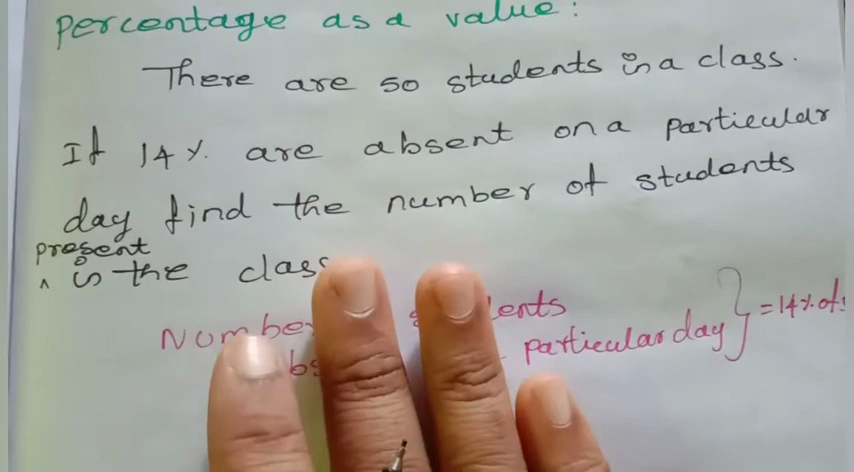 Percentage as a value:
There are 50 students in a class.
If 14% are absent on a particular
day find the number of students
present
^ in the class
Number ents
particular day } = 14% of